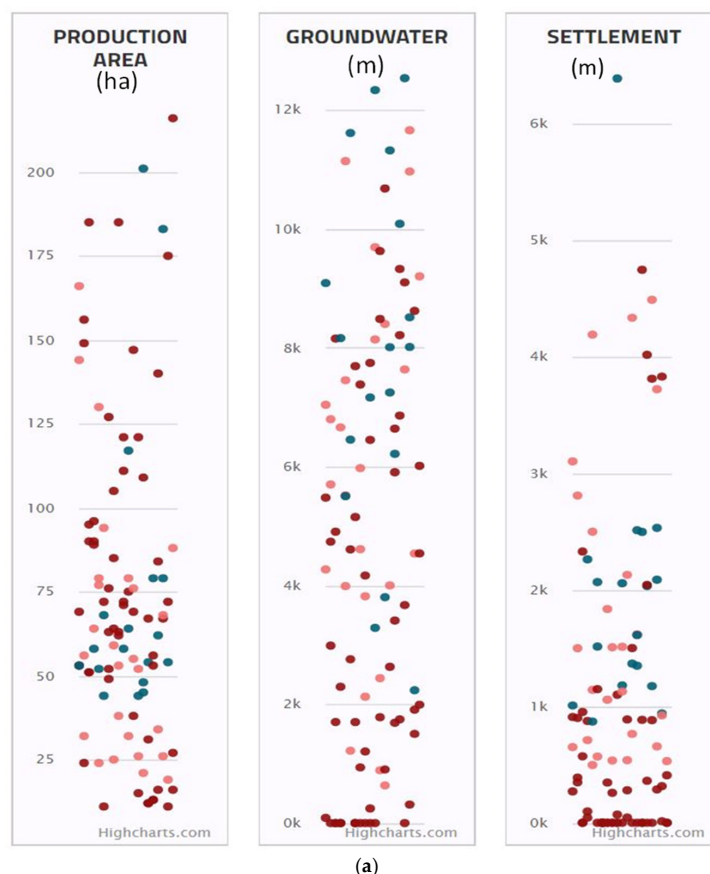 PRODUCTION
AREA
(ha)
200
175
150
125
100
75
50
25
Highcharts.com
GROUNDWATER
(m)
12k
10k
8k
6k
4k
2k
0k
Highcharts.com
SETTLEMENT
(m)
6k
5k
4k
3k
2k
1k
0k
Highcharts.com
(a)